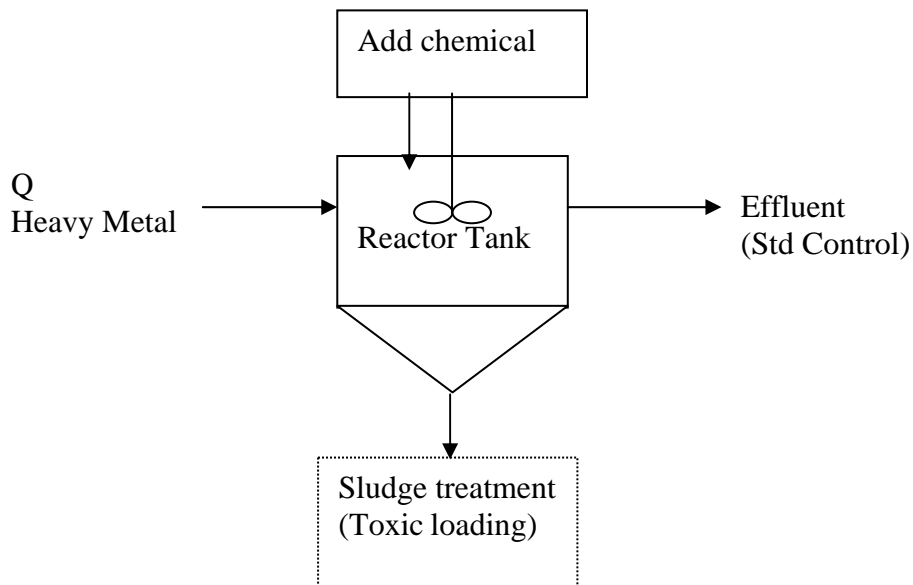 Add chemical
Q
Heavy Metal
Reactor Tank
Effluent
(Std Control)
Sludge treatment
(Toxic loading)